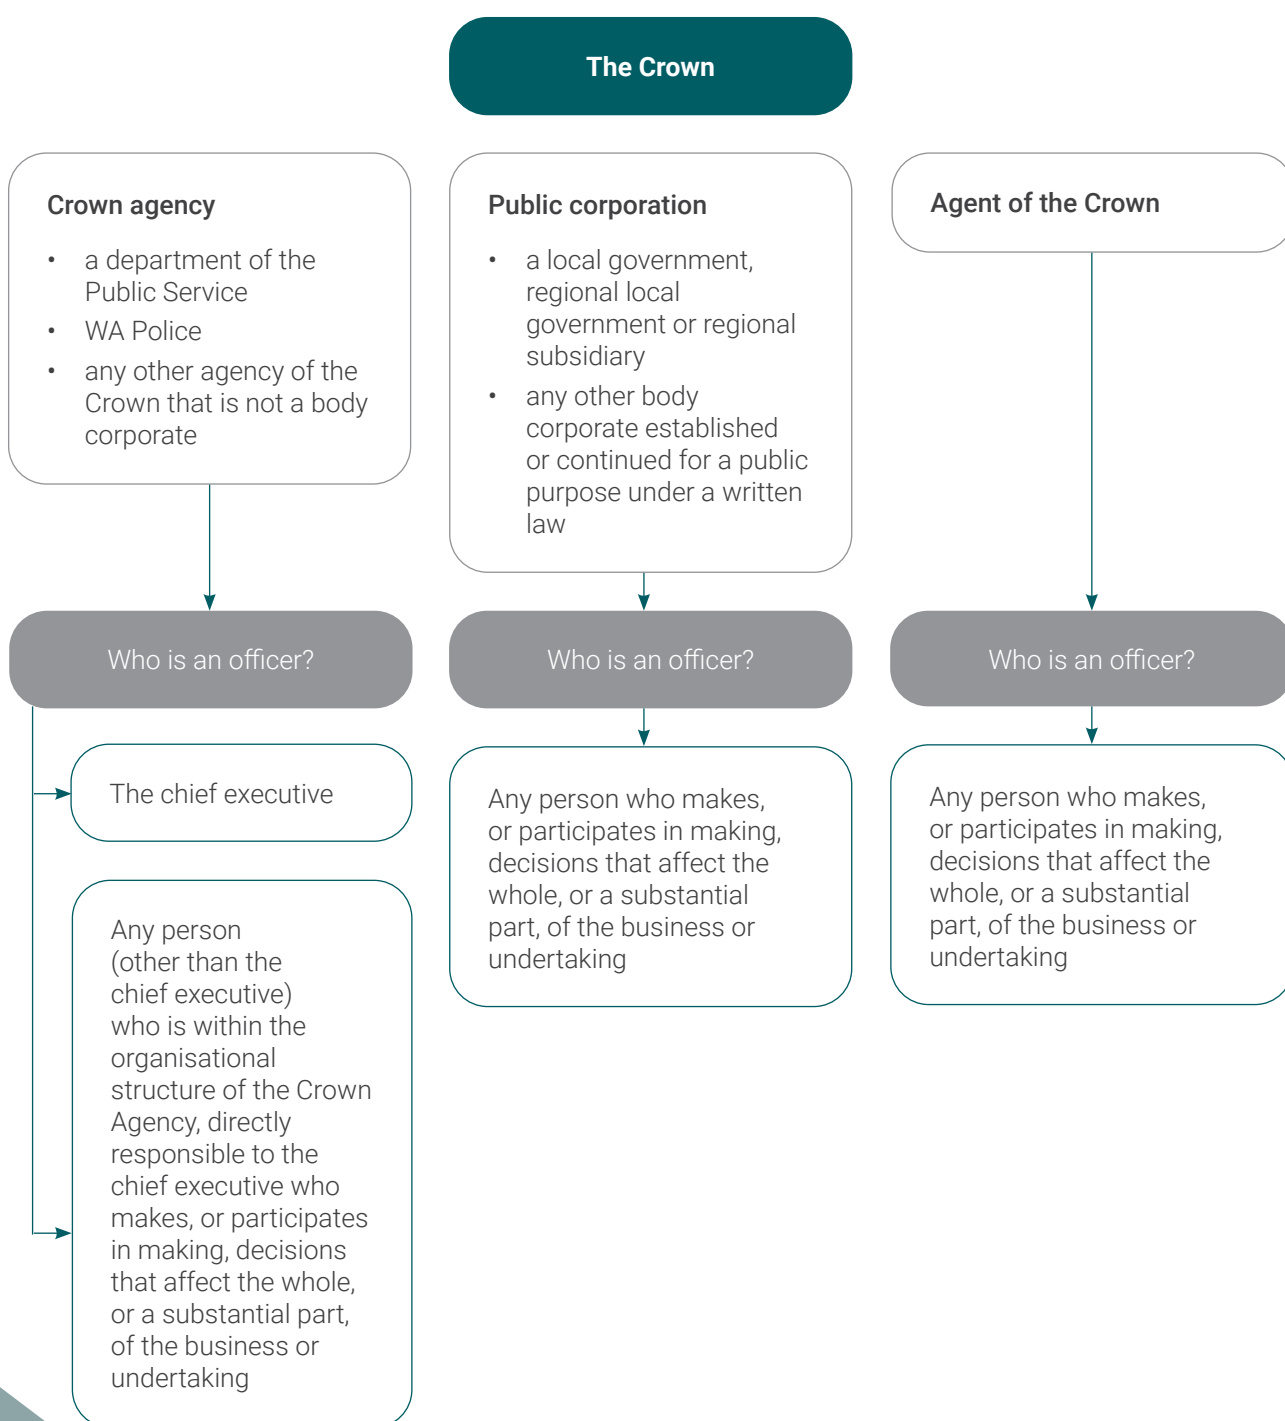 The Crown
Crown agency
• a department of the
Public Service
• WA Police
• any other agency of the
Crown that is not a body
corporate
Who is an officer?
The chief executive
Any person
(other than the
chief executive)
who is within the
organisational
structure of the Crown
Agency, directly
responsible to the
chief executive who
makes, or participates
in making, decisions
that affect the whole,
or a substantial part,
of the business or
undertaking
Public corporation
• a local government,
regional local
government or regional
subsidiary
• any other body
corporate established
or continued for a public
purpose under a written
law
Who is an officer?
Any person who makes,
or participates in making,
decisions that affect the
whole, or a substantial
part, of the business or
undertaking
Agent of the Crown
Who is an officer?
Any person who makes,
or participates in making,
decisions that affect the
whole, or a substantial
part, of the business or
undertaking